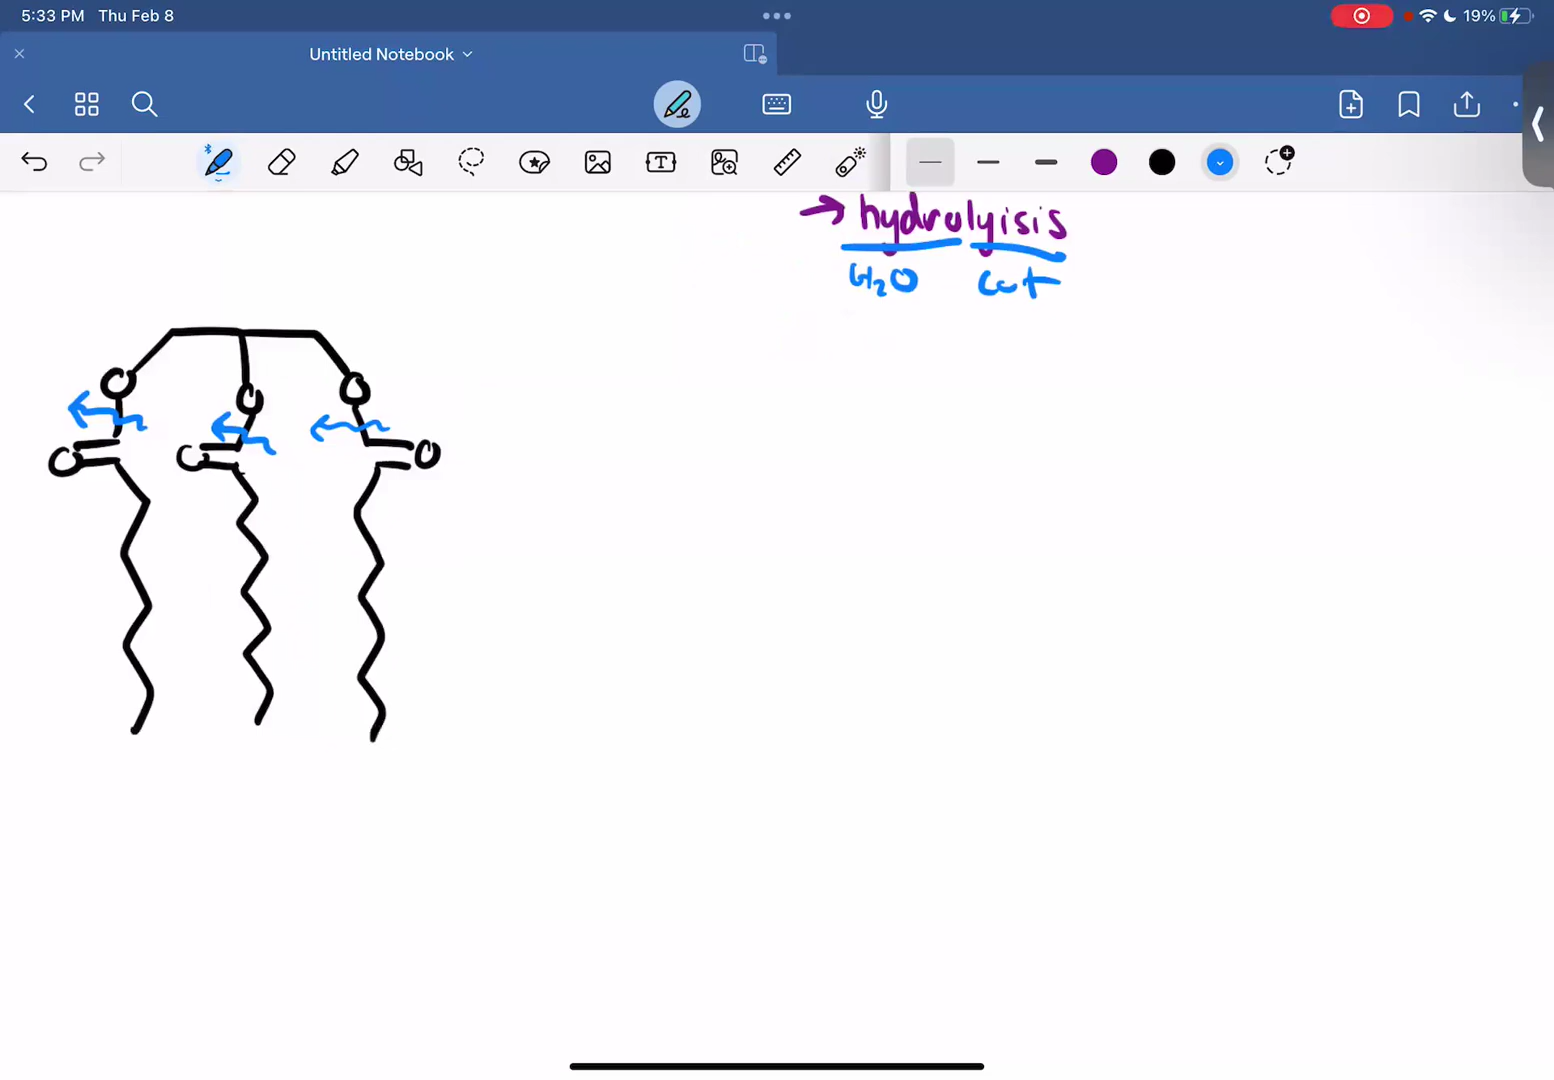 5:33 PM Thu Feb 8
19%
Untitled Notebook
→ hydrolyisis
H₂O cut
O O O
O O O